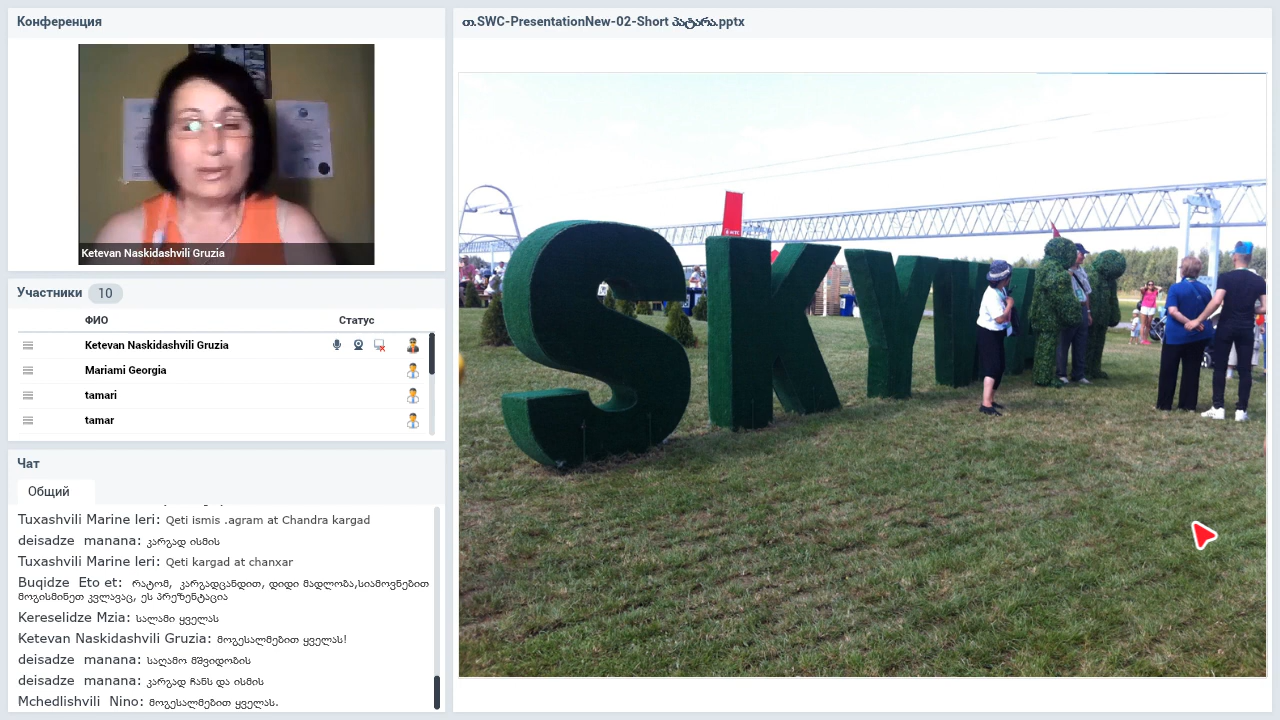 Конференция
Ketevan Naskidashvili Gruzia
Участники 10
ФИО Статус
Ketevan Naskidashvili Gruzia
Mariami Georgia
tamari
tamar
Чат
Общий
Tuxashvili Marine leri: Qeti ismis .agram at Chandra kargad
deisadze manana: კარგად ისმის
Tuxashvili Marine leri: Qeti kargad at chanxar
Buqidze Eto et: რატომ, კარგადცანდით, დიდი მადლობა,სიამოვნებით
მოგისმინეთ კვლავაც, ეს პრეზენტაცია
Kereselidze Mzia: სალამი ყველას
Ketevan Naskidashvili Gruzia: მოგესალმებით ყველას!
deisadze manana: საღამო მშვიდობის
deisadze manana: კარგად ჩანს და ისმის
Mchedlishvili Nino: მოგესალმებით ყველას.
თ.SWC-PresentationNew-02-Short პატარა.pptx
SKYW